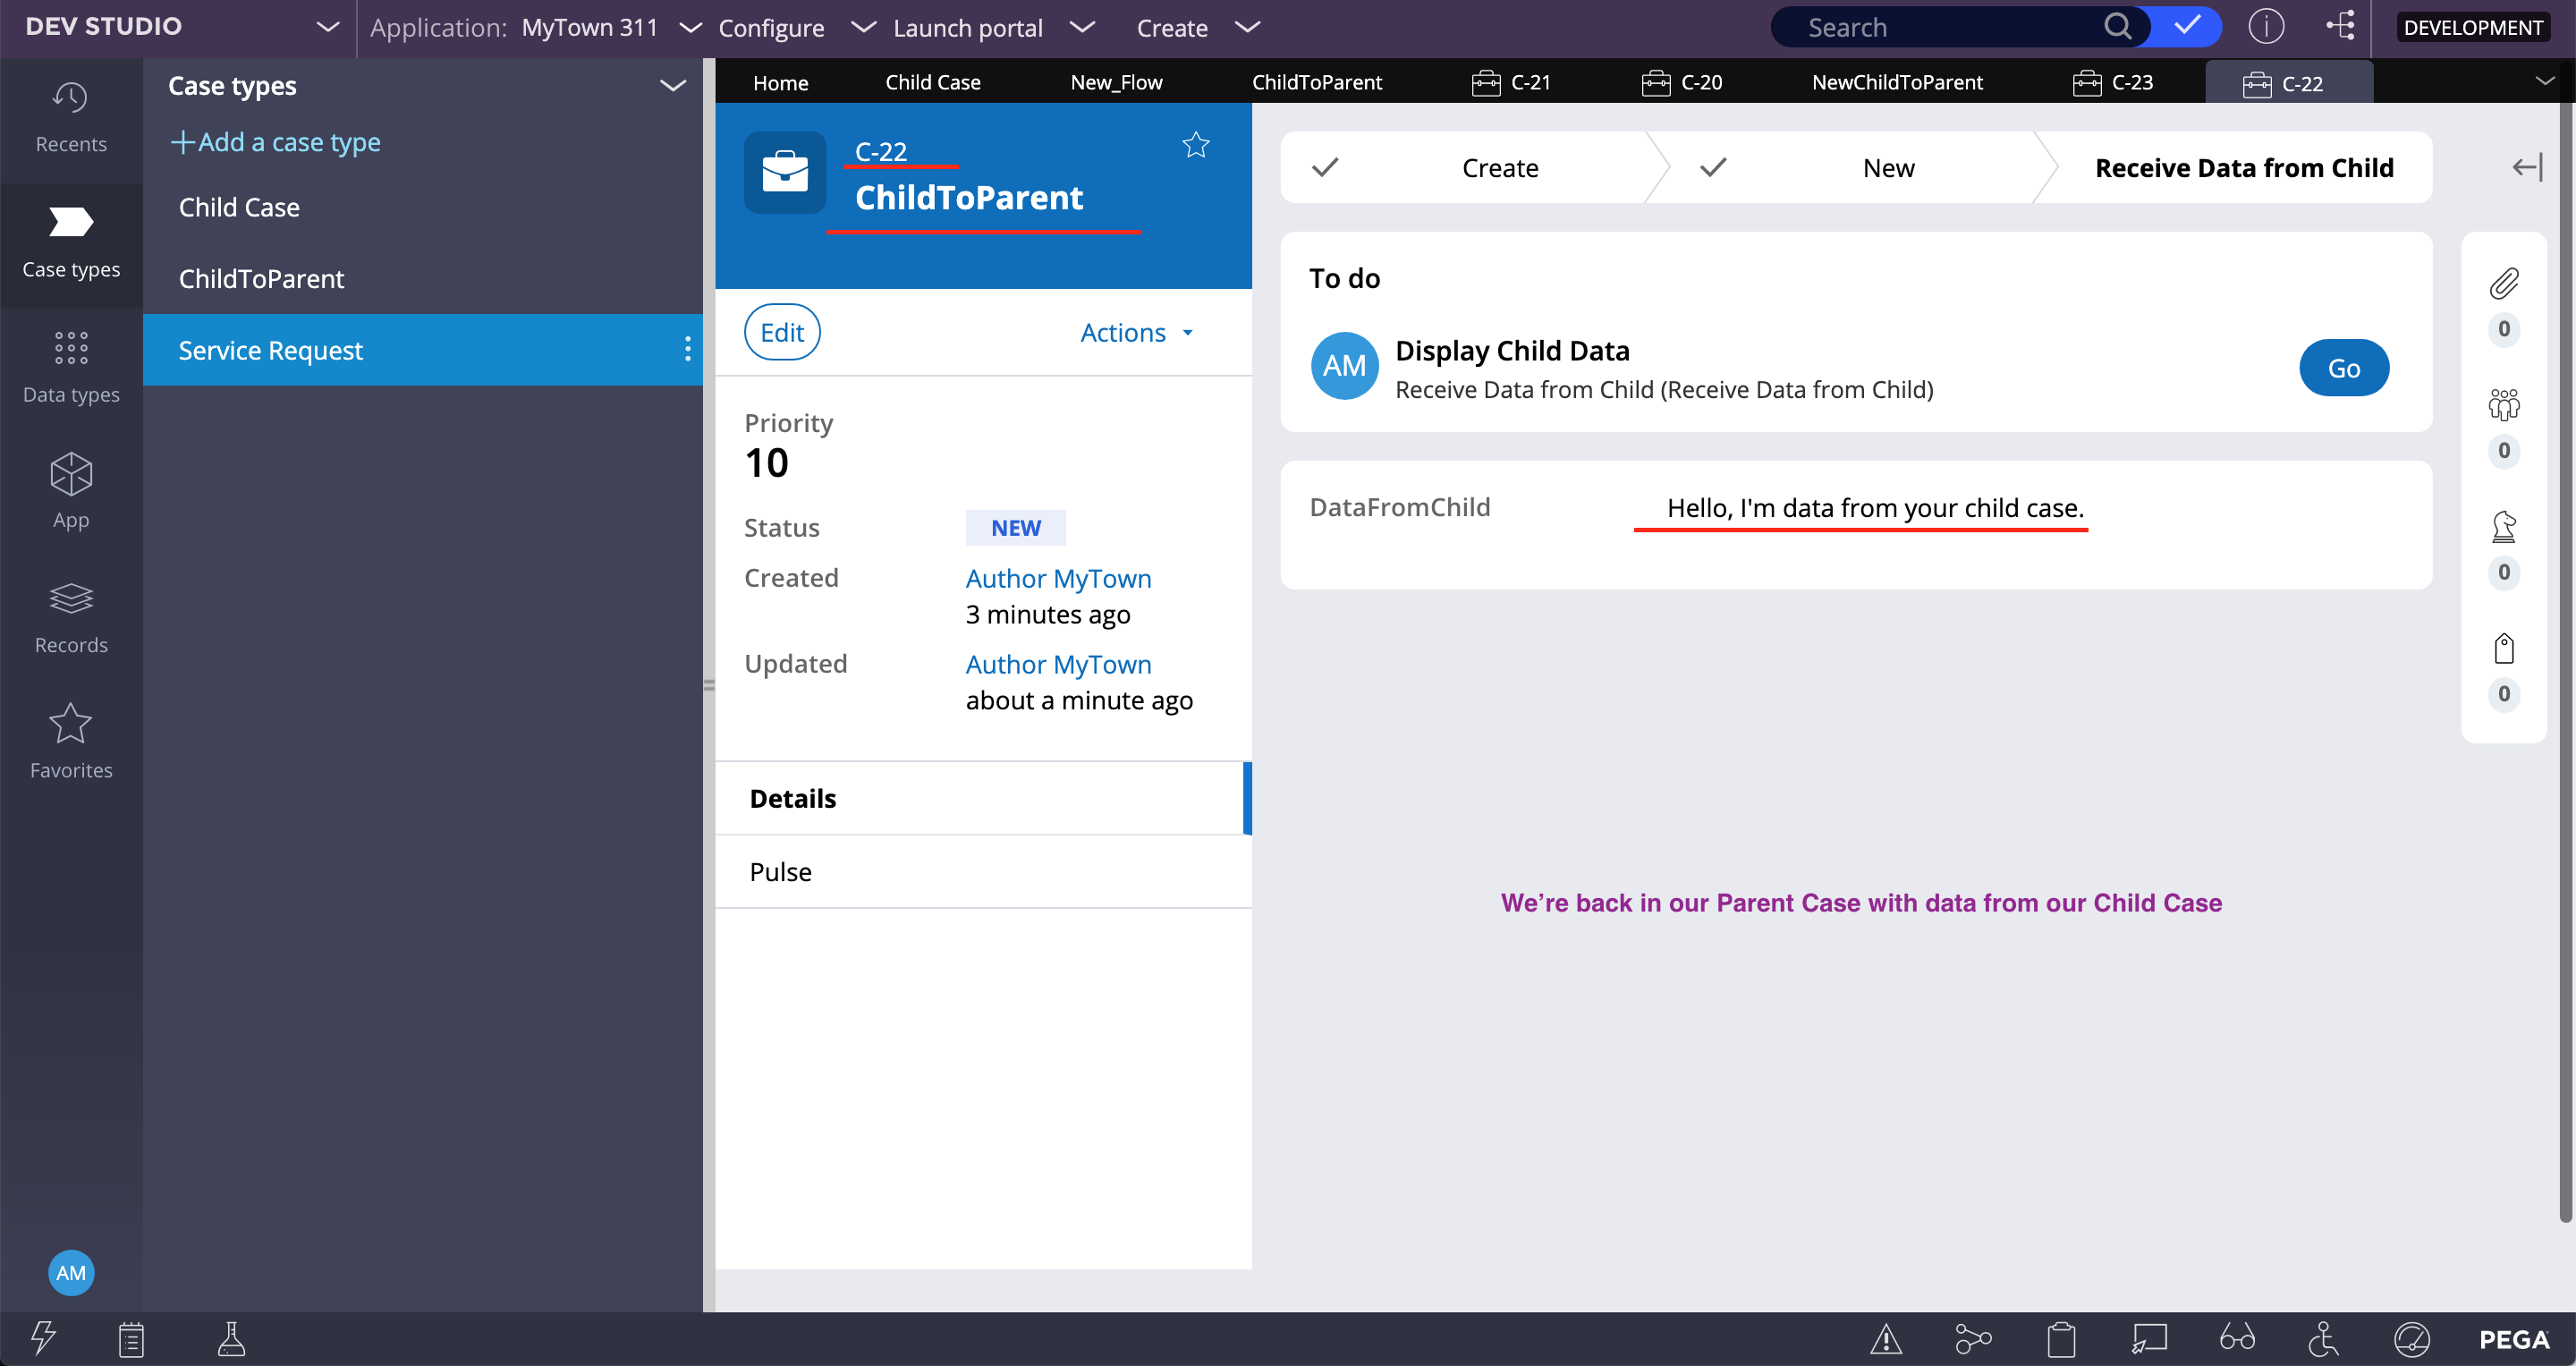 DEV STUDIO
Application: MyTown 311
Configure
Launch portal
Create
Search
DEVELOPMENT
Recents
Case types
Data types
App
Records
Favorites
AM
Case types
+Add a case type
Child Case
ChildToParent
Service Request
Home
Child Case
New_Flow
ChildToParent
C-21
C-20
NewChildToParent
C-23
C-22
C-22
ChildToParent
Edit
Actions
Priority
10
Status NEW
Created Author MyTown
3 minutes ago
Updated Author MyTown
about a minute ago
Details
Pulse
Create
New
Receive Data from Child
To do
AM
Display Child Data
Receive Data from Child (Receive Data from Child)
Go
DataFromChild Hello, I'm data from your child case.
We’re back in our Parent Case with data from our Child Case
0
0
0
0
PEGA